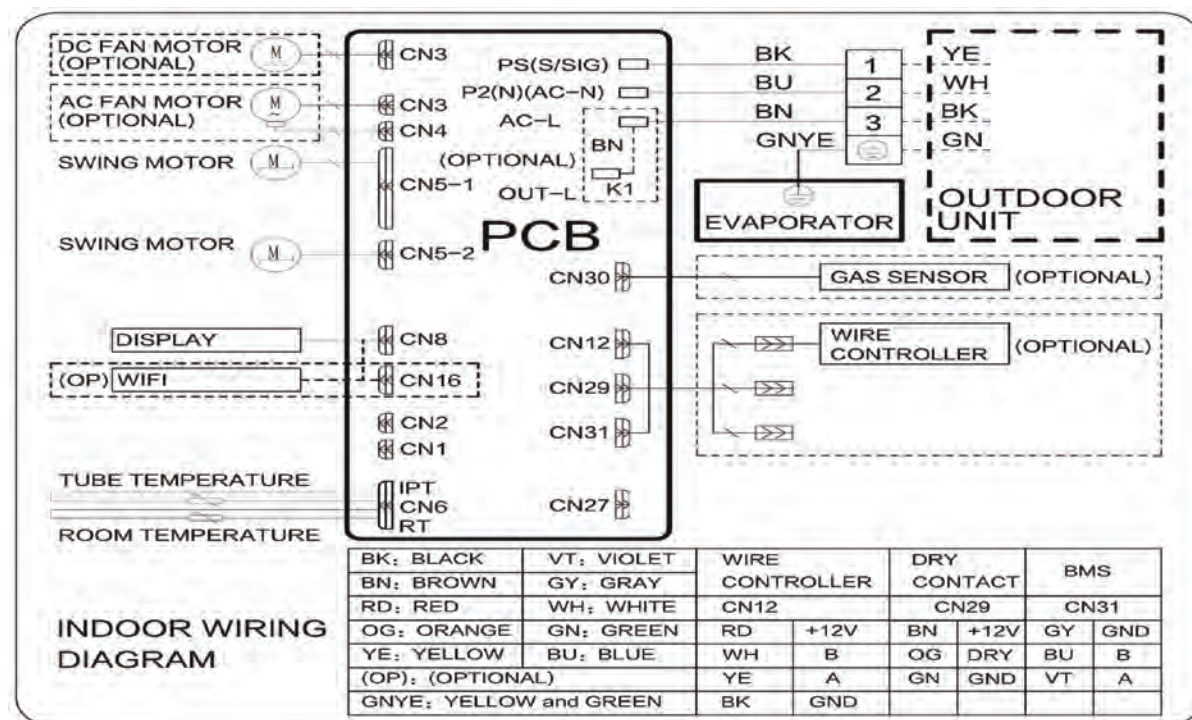 DC FAN MOTOR
(OPTIONAL)
M
CN3
AC FAN MOTOR
(OPTIONAL)
M
~
CN3
CN4
SWING MOTOR
M
CN5-1
SWING MOTOR
M
CN5-2
DISPLAY
CN8
(OP) WIFI
CN16
CN2
CN1
TUBE TEMPERATURE
IPT
CN6
RT
ROOM TEMPERATURE
PS(S/SIG)
P2(N)(AC-N)
AC-L
BN
(OPTIONAL)
OUT-L K1
PCB
CN30
CN12
CN29
CN31
CN27
BK 1 YE
BU 2 WH
BN 3 BK
GNYE GN
EVAPORATOR
OUTDOOR
UNIT
GAS SENSOR (OPTIONAL)
WIRE
CONTROLLER (OPTIONAL)
INDOOR WIRING
DIAGRAM
BK: BLACK VT: VIOLET WIRE DRY BMS
BN: BROWN GY: GRAY CONTROLLER CONTACT
RD: RED WH: WHITE CN12 CN29 CN31
OG: ORANGE GN: GREEN RD +12V BN +12V GY GND
YE: YELLOW BU: BLUE WH B OG DRY BU B
(OP): (OPTIONAL) YE A GN GND VT A
GNYE: YELLOW and GREEN BK GND